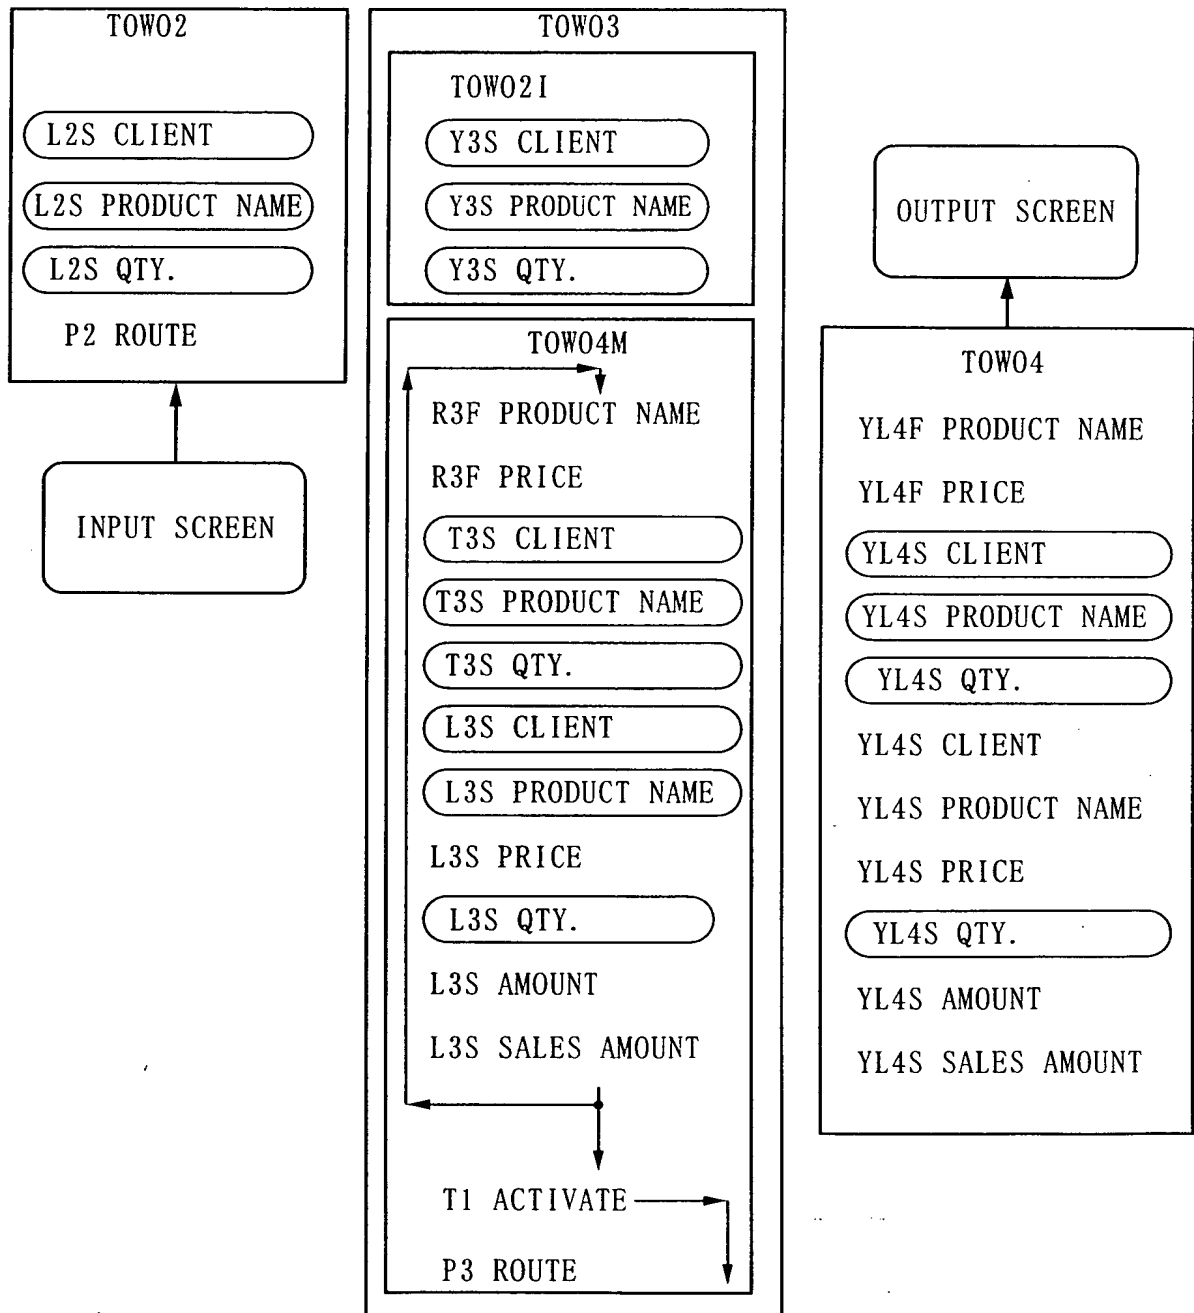 TOWO2
L2S CLIENT
L2S PRODUCT NAME
L2S QTY.
P2 ROUTE
INPUT SCREEN
TOWO3
TOWO2I
Y3S CLIENT
Y3S PRODUCT NAME
Y3S QTY.
TOWO4M
R3F PRODUCT NAME
R3F PRICE
T3S CLIENT
T3S PRODUCT NAME
T3S QTY.
L3S CLIENT
L3S PRODUCT NAME
L3S PRICE
L3S QTY.
L3S AMOUNT
L3S SALES AMOUNT
T1 ACTIVATE
P3 ROUTE
OUTPUT SCREEN
TOWO4
YL4F PRODUCT NAME
YL4F PRICE
YL4S CLIENT
YL4S PRODUCT NAME
YL4S QTY.
YL4S CLIENT
YL4S PRODUCT NAME
YL4S PRICE
YL4S QTY.
YL4S AMOUNT
YL4S SALES AMOUNT